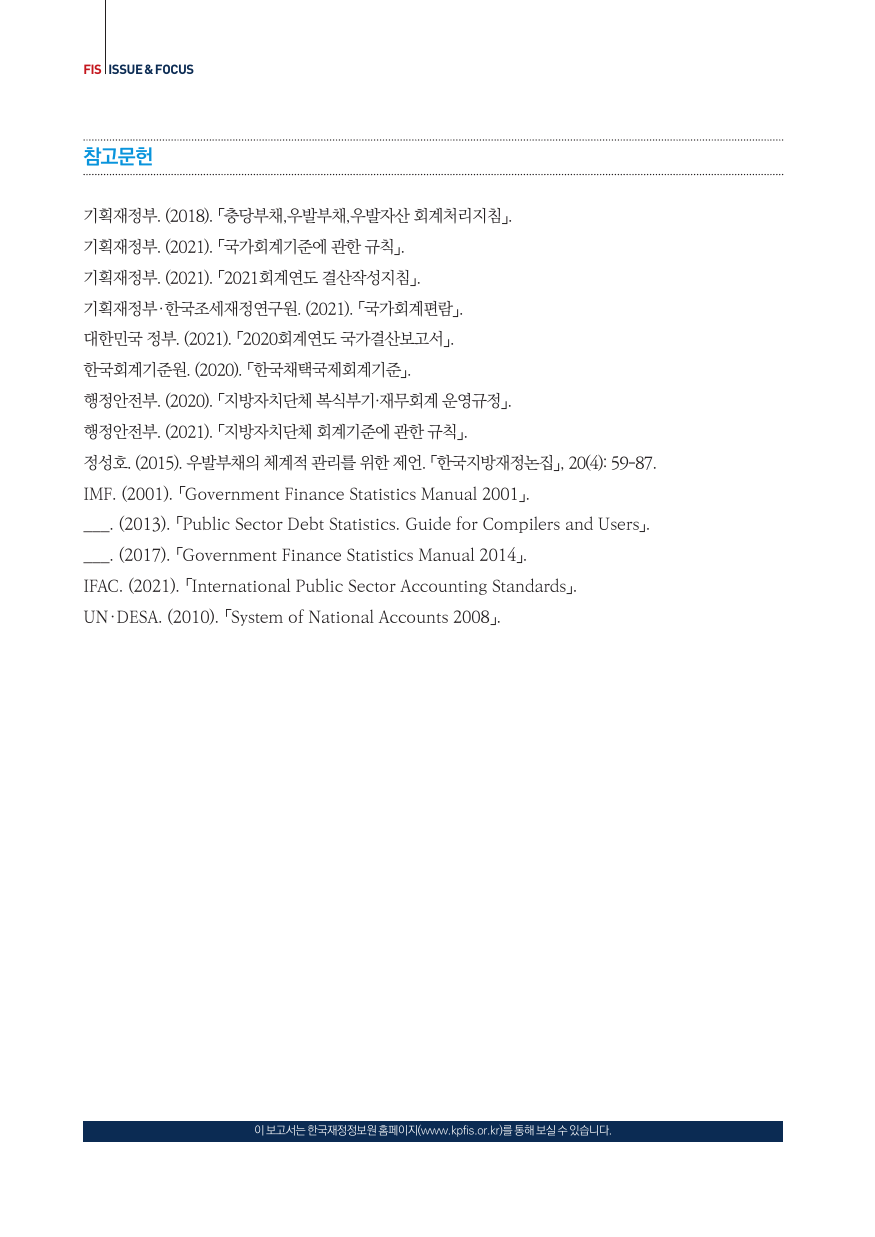 FIS ISSUE & FOCUS
참고문헌
기획재정부. (2018). ｢충당부채,우발부채,우발자산 회계처리지침｣.
기획재정부. (2021). ｢국가회계기준에 관한 규칙｣.
기획재정부. (2021). ｢2021회계연도 결산작성지침｣.
기획재정부·한국조세재정연구원. (2021). ｢국가회계편람｣.
대한민국 정부. (2021). ｢2020회계연도 국가결산보고서｣.
한국회계기준원. (2020). ｢한국채택국제회계기준｣.
행정안전부. (2020). ｢지방자치단체 복식부기·재무회계 운영규정｣.
행정안전부. (2021). ｢지방자치단체 회계기준에 관한 규칙｣.
정성호. (2015). 우발부채의 체계적 관리를 위한 제언. ｢한국지방재정논집｣, 20(4): 59-87.
IMF. (2001). ｢Government Finance Statistics Manual 2001｣.
___. (2013). ｢Public Sector Debt Statistics. Guide for Compilers and Users｣.
___. (2017). ｢Government Finance Statistics Manual 2014｣.
IFAC. (2021). ｢International Public Sector Accounting Standards｣.
UN·DESA. (2010). ｢System of National Accounts 2008｣.
이 보고서는 한국재정정보원 홈페이지(www.kpfis.or.kr)를 통해 보실 수 있습니다.